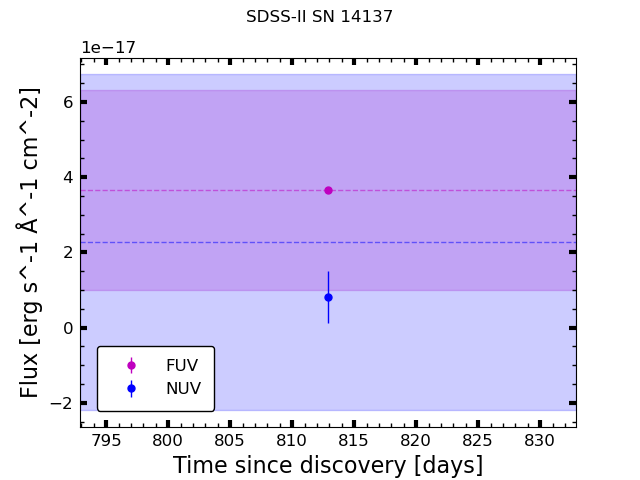 SDSS-II SN 14137
1e−17
Flux [erg s^-1 Å^-1 cm^-2]
6
4
2
0
−2
FUV
NUV
795 800 805 810 815 820 825 830
Time since discovery [days]